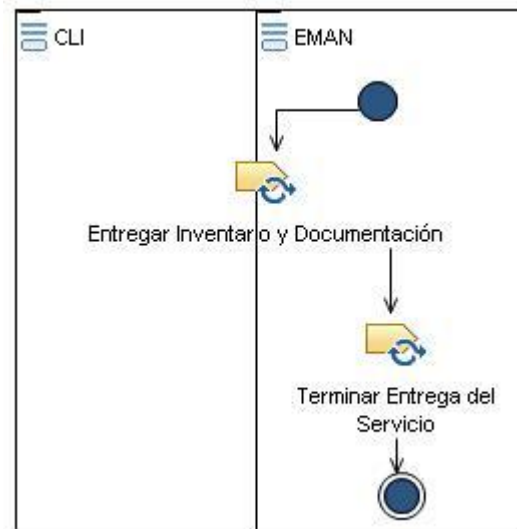 CLI
EMAN
Entregar Inventario y Documentación
Terminar Entrega del
Servicio